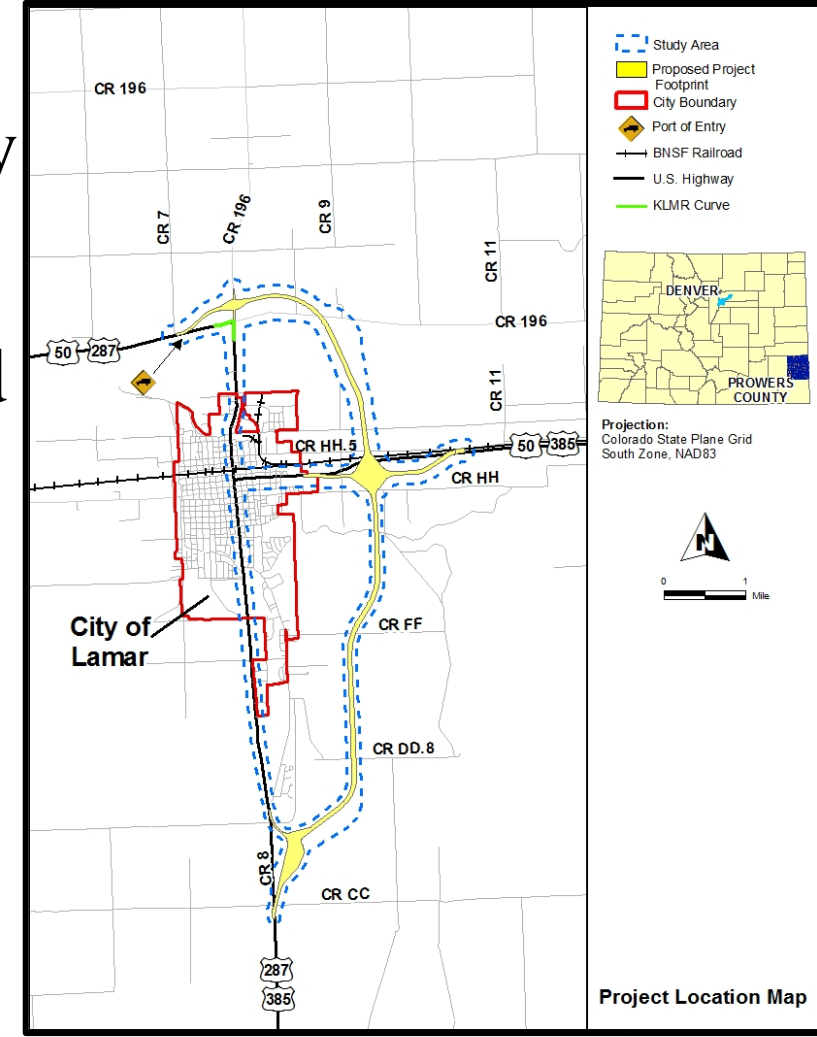 y
d
CR 196
CR 7
CR 196
CR 9
CR 11
CR 196
50 287
CR 11
CR HH.5
50 385
CR HH
City of
Lamar
CR FF
CR DD.8
CR 8
CR CC
287
385
Study Area
Proposed Project
Footprint
City Boundary
Port of Entry
BNSF Railroad
U.S. Highway
KLMR Curve
DENVER
PROWERS
COUNTY
Projection:
Colorado State Plane Grid
South Zone, NAD83
N
0 1
Mile
Project Location Map